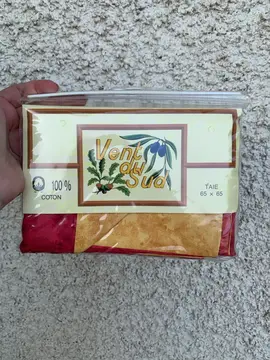 Vent
du
Sud
100 %
COTON
TAIE
65 x 65